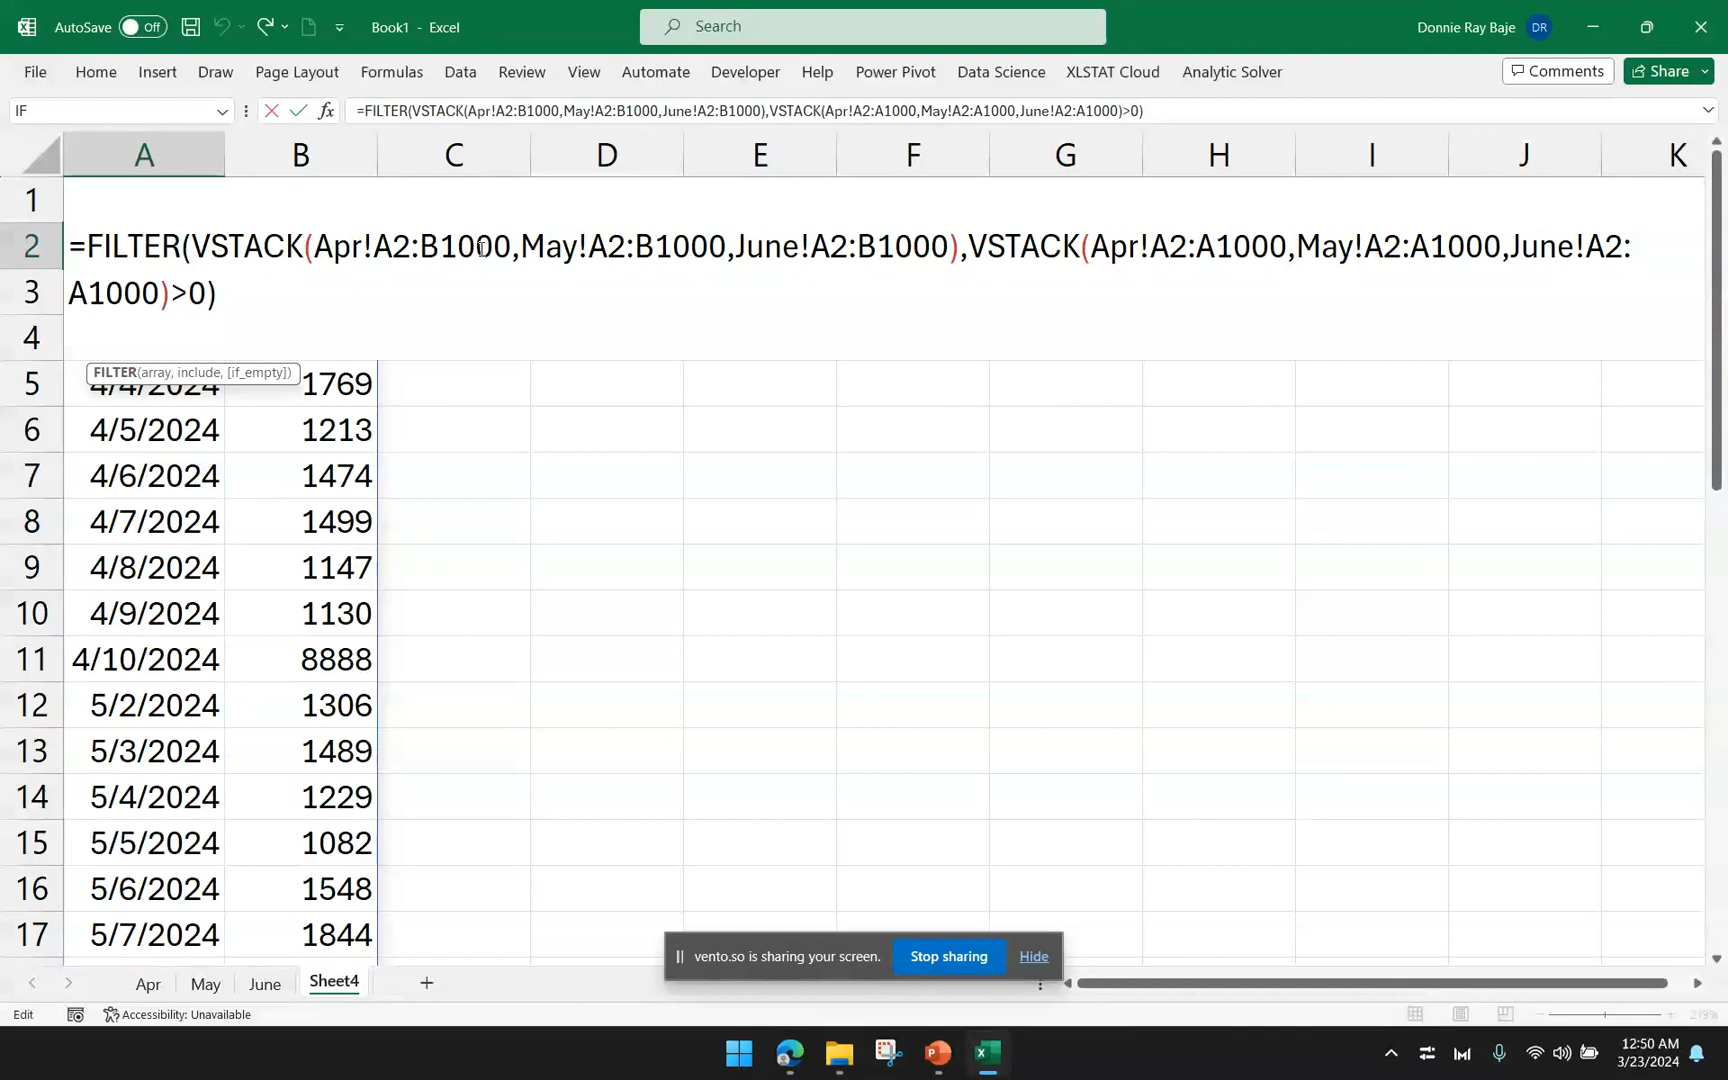 AutoSave Off Book1 - Excel Search Donnie Ray Baje DR
File Home Insert Draw Page Layout Formulas Data Review View Automate Developer Help Power Pivot Data Science XLSTAT Cloud Analytic Solver Comments Share
IF fx =FILTER(VSTACK(Apr!A2:B1000,May!A2:B1000,June!A2:B1000),VSTACK(Apr!A2:A1000,May!A2:A1000,June!A2:A1000)>0)
A B C D E F G H I J K
1
2 =FILTER(VSTACK(Apr!A2:B1000,May!A2:B1000,June!A2:B1000),VSTACK(Apr!A2:A1000,May!A2:A1000,June!A2:
3 A1000)>0)
4
FILTER(array, include, [if_empty])
5 4/4/2024 1769
6 4/5/2024 1213
7 4/6/2024 1474
8 4/7/2024 1499
9 4/8/2024 1147
10 4/9/2024 1130
11 4/10/2024 8888
12 5/2/2024 1306
13 5/3/2024 1489
14 5/4/2024 1229
15 5/5/2024 1082
16 5/6/2024 1548
17 5/7/2024 1844
vento.so is sharing your screen. Stop sharing Hide
Apr May June Sheet4
Edit Accessibility: Unavailable
12:50 AM
3/23/2024